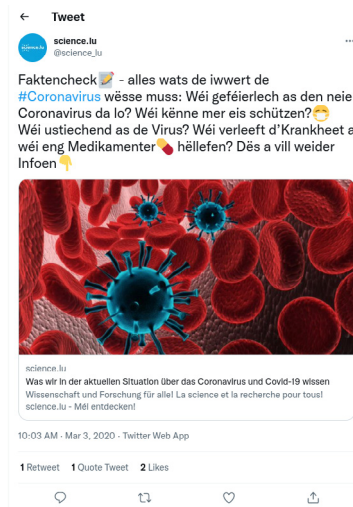 Tweet
science.lu
@science_lu
Faktencheck - alles wats de iwwert de
#Coronavirus wësse muss: Wéi geféierlech as den neie
Coronavirus da lo? Wéi kënne mer eis schützen?
Wéi ustiechend as de Virus? Wéi verleeft d'Krankheet a
wéi eng Medikamenter hëllefen? Dës a vill weider
Infoen
science.lu
Was wir in der aktuellen Situation über das Coronavirus und Covid-19 wissen
Wissenschaft und Forschung für alle! La science et la recherche pour tous!
science.lu - Méi entdecken!
10:03 AM · Mar 3, 2020 · Twitter Web App
1 Retweet 1 Quote Tweet 2 Likes